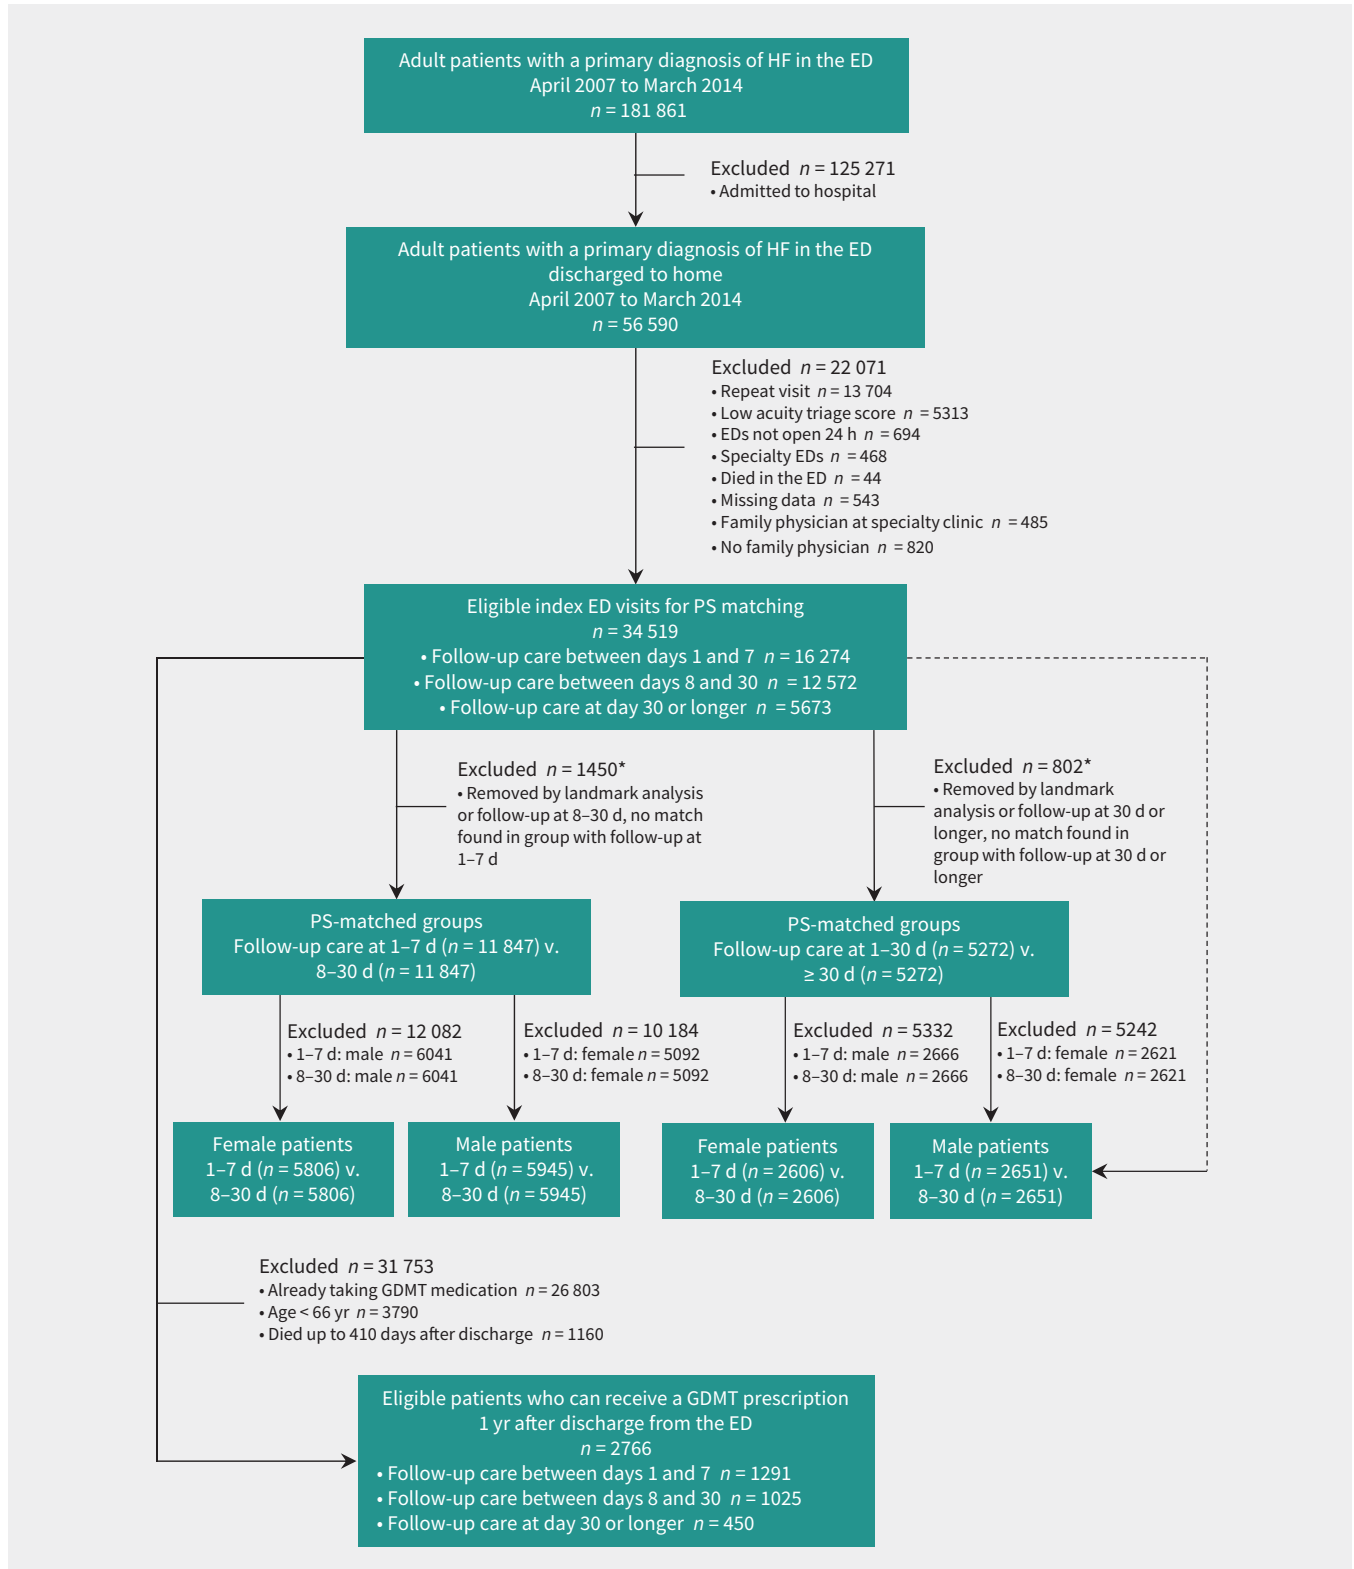 Adult patients with a primary diagnosis of HF in the ED
April 2007 to March 2014
n = 181 861
Excluded n = 125 271
• Admitted to hospital
Adult patients with a primary diagnosis of HF in the ED
discharged to home
April 2007 to March 2014
n = 56 590
Excluded n = 22 071
• Repeat visit n = 13 704
• Low acuity triage score n = 5313
• EDs not open 24 h n = 694
• Specialty EDs n = 468
• Died in the ED n = 44
• Missing data n = 543
• Family physician at specialty clinic n = 485
• No family physician n = 820
Eligible index ED visits for PS matching
n = 34 519
• Follow-up care between days 1 and 7 n = 16 274
• Follow-up care between days 8 and 30 n = 12 572
• Follow-up care at day 30 or longer n = 5673
Excluded n = 1450*
• Removed by landmark analysis
or follow-up at 8–30 d, no match
found in group with follow-up at
1–7 d
Excluded n = 802*
• Removed by landmark
analysis or follow-up at 30 d or
longer, no match found in
group with follow-up at 30 d or
longer
PS-matched groups
Follow-up care at 1–7 d (n = 11 847) v.
8–30 d (n = 11 847)
PS-matched groups
Follow-up care at 1–30 d (n = 5272) v.
≥ 30 d (n = 5272)
Excluded n = 12 082
• 1–7 d: male n = 6041
• 8–30 d: male n = 6041
Excluded n = 10 184
• 1–7 d: female n = 5092
• 8–30 d: female n = 5092
Excluded n = 5332
• 1–7 d: male n = 2666
• 8–30 d: male n = 2666
Excluded n = 5242
• 1–7 d: female n = 2621
• 8–30 d: female n = 2621
Female patients
1–7 d (n = 5806) v.
8–30 d (n = 5806)
Male patients
1–7 d (n = 5945) v.
8–30 d (n = 5945)
Female patients
1–7 d (n = 2606) v.
8–30 d (n = 2606)
Male patients
1–7 d (n = 2651) v.
8–30 d (n = 2651)
Excluded n = 31 753
• Already taking GDMT medication n = 26 803
• Age < 66 yr n = 3790
• Died up to 410 days after discharge n = 1160
Eligible patients who can receive a GDMT prescription
1 yr after discharge from the ED
n = 2766
• Follow-up care between days 1 and 7 n = 1291
• Follow-up care between days 8 and 30 n = 1025
• Follow-up care at day 30 or longer n = 450